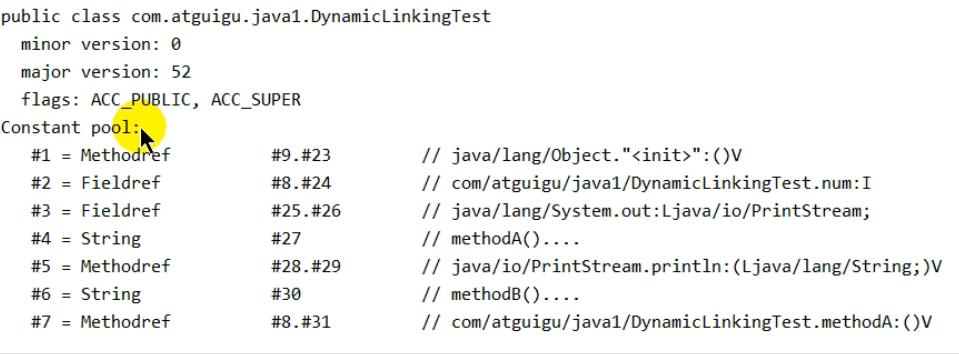 public class com.atguigu.java1.DynamicLinkingTest
minor version: 0
major version: 52
flags: ACC_PUBLIC, ACC_SUPER
Constant pool:
#1 = Methodref #9.#23 // java/lang/Object."<init>":()V
#2 = Fieldref #8.#24 // com/atguigu/java1/DynamicLinkingTest.num:I
#3 = Fieldref #25.#26 // java/lang/System.out:Ljava/io/PrintStream;
#4 = String #27 // methodA()....
#5 = Methodref #28.#29 // java/io/PrintStream.println:(Ljava/lang/String;)V
#6 = String #30 // methodB()....
#7 = Methodref #8.#31 // com/atguigu/java1/DynamicLinkingTest.methodA:()V